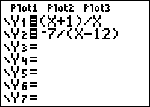 Plot1 Plot2 Plot3
\Y1=(X+1)/X
\Y2=-7/(X-12)
\Y3=
\Y4=
\Y5=
\Y6=
\Y7=